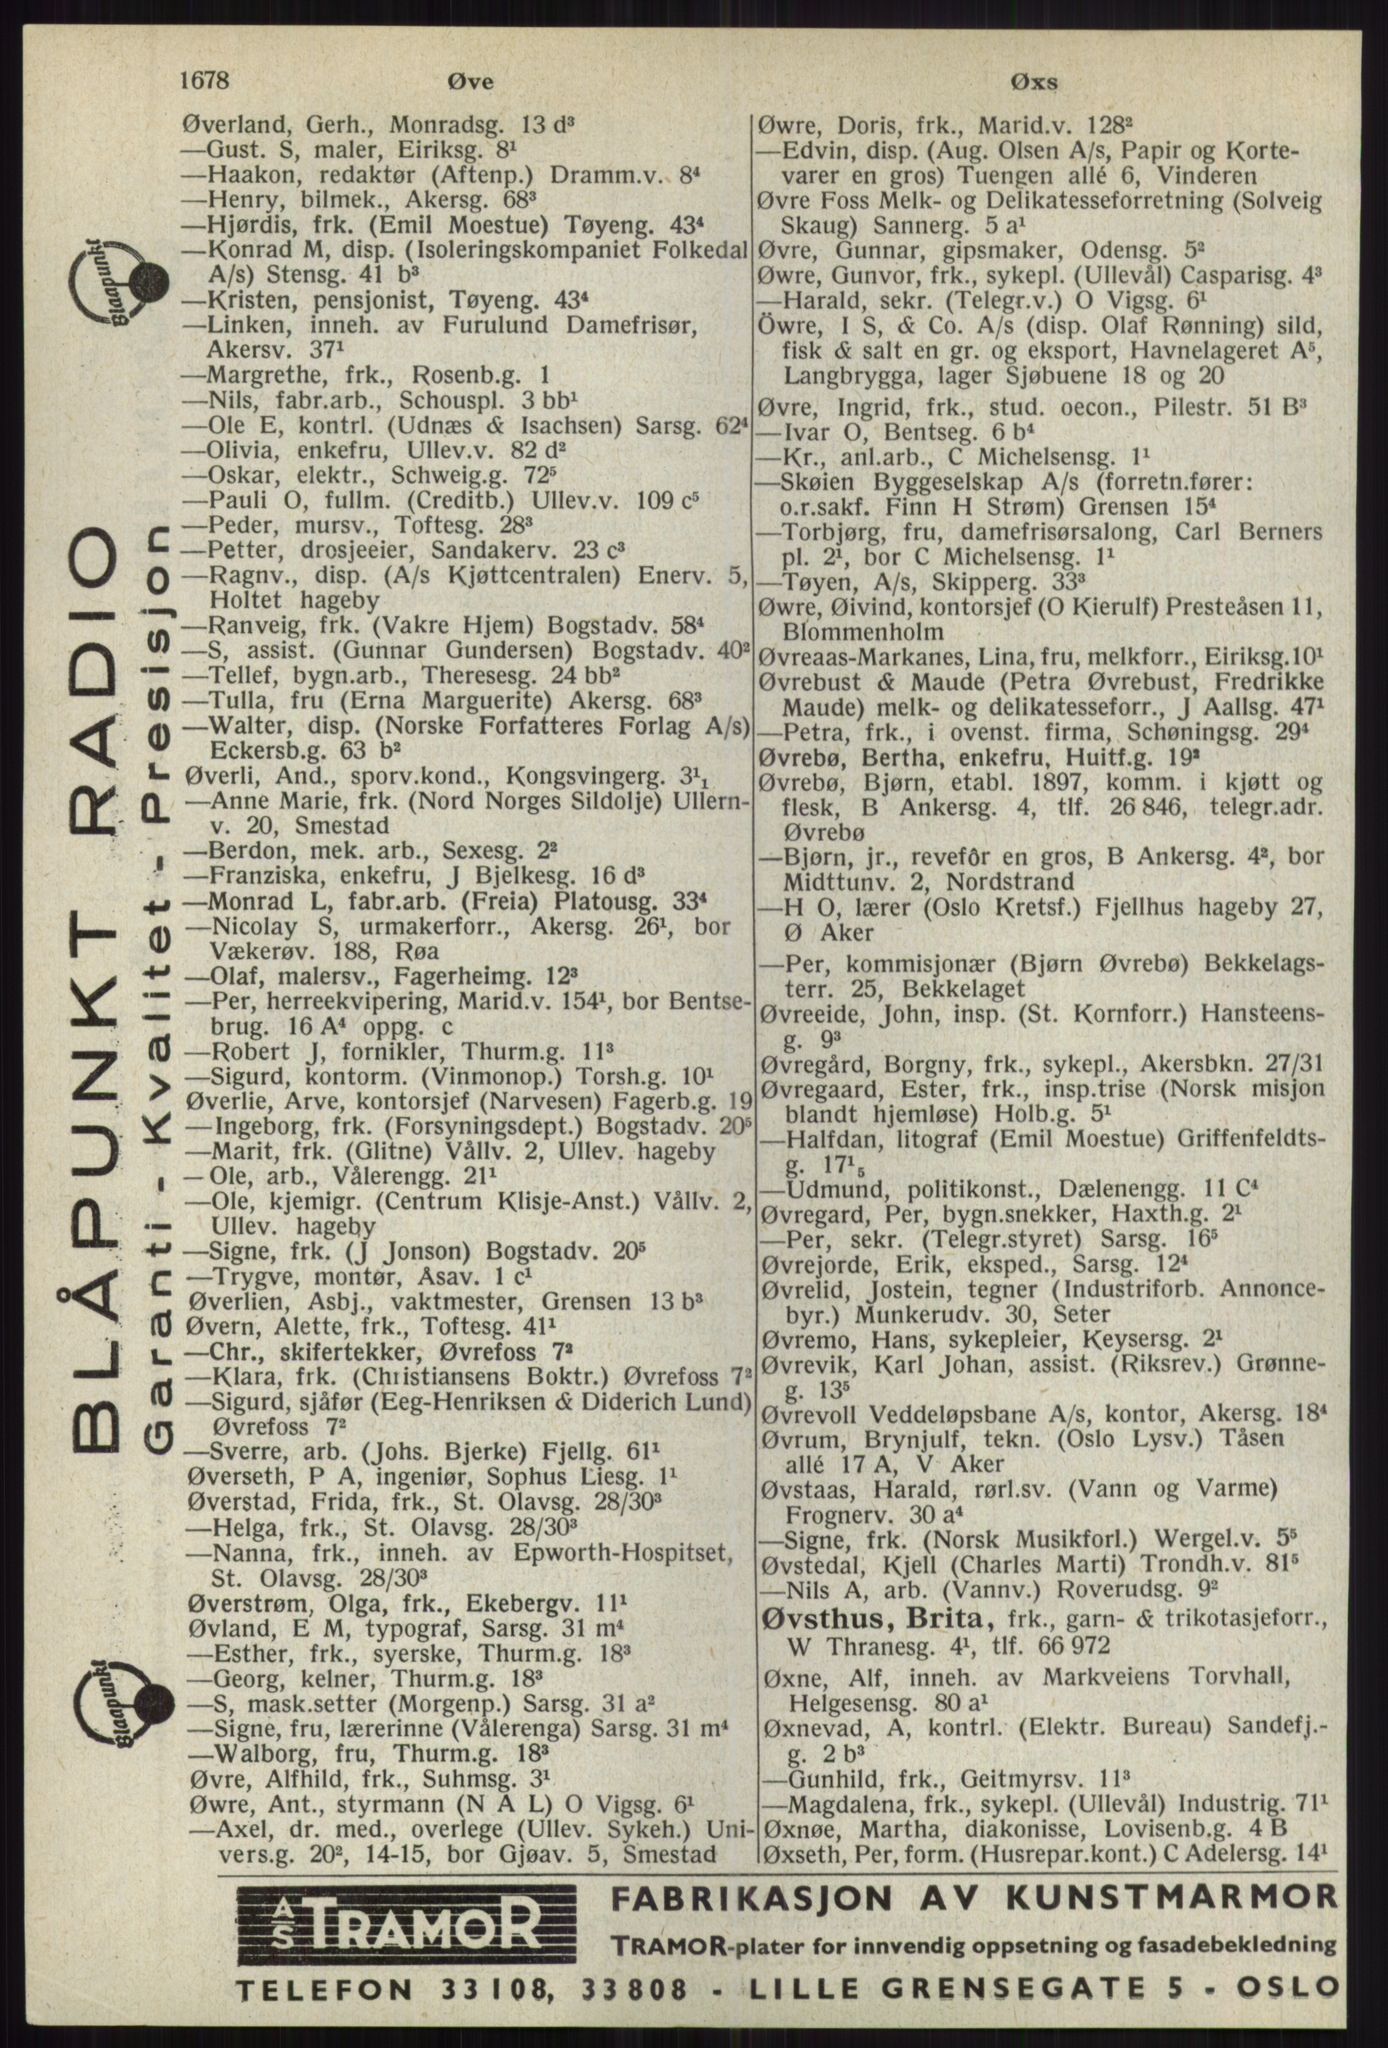 1678 Øve Øxs
Øverland, Gerh., Monradsg. 13 d³
—Gust. S, maler, Eiriksg. 8¹
—Haakon, redaktør (Aftenp.) Dramm.v. 8⁴
—Henry, bilmek., Akersg. 68³
—Hjørdis, frk. (Emil Moestue) Tøyeng. 43⁴
—Konrad M, disp. (Isoleringskompaniet Folkedal
A/s) Stensg. 41 b³
—Kristen, pensjonist, Tøyeng. 43⁴
—Linken, inneh. av Furulund Damefrisør,
Akersv. 37¹
—Margrethe, frk., Rosenb.g. 1
—Nils, fabr.arb., Schouspl. 3 bb¹
—Ole E, kontrl. (Udnæs & Isachsen) Sarsg. 62⁴
—Olivia, enkefru, Ullev.v. 82 d²
—Oskar, elektr., Schweig.g. 72⁵
—Pauli O, fullm. (Creditb.) Ullev.v. 109 c⁵
—Peder, mursv., Toftesg. 28³
—Petter, drosjeeier, Sandakerv. 23 c³
—Ragnv., disp. (A/s Kjøttcentralen) Enerv. 5,
Holtet hageby
—Ranveig, frk. (Vakre Hjem) Bogstadv. 58⁴
—S, assist. (Gunnar Gundersen) Bogstadv. 40²
—Tellef, bygn.arb., Theresesg. 24 bb²
—Tulla, fru (Erna Marguerite) Akersg. 68³
—Walter, disp. (Norske Forfatteres Forlag A/s)
Eckersb.g. 63 b²
Øverli, And., sporv.kond., Kongsvingerg. 3¹₁
—Anne Marie, frk. (Nord Norges Sildolje) Ullern-
v. 20, Smestad
—Berdon, mek. arb., Sexesg. 2²
—Franziska, enkefru, J Bjelkesg. 16 d³
—Monrad L, fabr.arb. (Freia) Platousg. 33⁴
—Nicolay S, urmakerforr., Akersg. 26¹, bor
Vækerøv. 188, Røa
—Olaf, malersv., Fagerheimg. 12³
—Per, herreekvipering, Marid.v. 154¹, bor Bentse-
brug. 16 A⁴ oppg. c
—Robert J, fornikler, Thurm.g. 11³
—Sigurd, kontorm. (Vinmonop.) Torsh.g. 10¹
Øverlie, Arve, kontorsjef (Narvesen) Fagerb.g. 19
—Ingeborg, frk. (Forsyningsdept.) Bogstadv. 20⁵
—Marit, frk. (Glitne) Vållv. 2, Ullev. hageby
—Ole, arb., Vålerengg. 21¹
—Ole, kjemigr. (Centrum Klisje-Anst.) Vållv. 2,
Ullev. hageby
—Signe, frk. (J Jonson) Bogstadv. 20⁵
—Trygve, montør, Åsav. 1 c¹
Øverlien, Asbj., vaktmester, Grensen 13 b³
Øvern, Alette, frk., Toftesg. 41¹
—Chr., skifertekker, Øvrefoss 7²
—Klara, frk. (Christiansens Boktr.) Øvrefoss 7²
—Sigurd, sjåfør (Eeg-Henriksen & Diderich Lund)
Øvrefoss 7²
—Sverre, arb. (Johs. Bjerke) Fjellg. 61¹
Øverseth, P A, ingeniør, Sophus Liesg. 1¹
Øverstad, Frida, frk., St. Olavsg. 28/30³
—Helga, frk., St. Olavsg. 28/30³
—Nanna, frk., inneh. av Epworth-Hospitset,
St. Olavsg. 28/30³
Øverstrøm, Olga, frk., Ekebergv. 11¹
Øvland, E M, typograf, Sarsg. 31 m⁴
—Esther, frk., syerske, Thurm.g. 18³
—Georg, kelner, Thurm.g. 18³
—S, mask.setter (Morgenp.) Sarsg. 31 a²
—Signe, fru, lærerinne (Vålerenga) Sarsg. 31 m⁴
—Walborg, fru, Thurm.g. 18³
Øvre, Alfhild, frk., Suhmsg. 3¹
Øwre, Ant., styrmann (N A L) O Vigsg. 6¹
—Axel, dr. med., overlege (Ullev. Sykeh.) Uni-
vers.g. 20², 14-15, bor Gjøav. 5, Smestad
Øwre, Doris, frk., Marid.v. 128²
—Edvin, disp. (Aug. Olsen A/s, Papir og Korte-
varer en gros) Tuengen allé 6, Vinderen
Øvre Foss Melk- og Delikatesseforretning (Solveig
Skaug) Sannerg. 5 a¹
Øvre, Gunnar, gipsmaker, Odensg. 5²
Øwre, Gunvor, frk., sykepl. (Ullevål) Casparisg. 4³
—Harald, sekr. (Telegr.v.) O Vigsg. 6¹
Öwre, I S, & Co. A/s (disp. Olaf Rønning) sild,
fisk & salt en gr. og eksport, Havnelageret A⁵,
Langbrygga, lager Sjøbuene 18 og 20
Øvre, Ingrid, frk., stud. oecon., Pilestr. 51 B³
—Ivar O, Bentseg. 6 b⁴
—Kr., anl.arb., C Michelsensg. 1¹
—Skøien Byggeselskap A/s (forretn.fører:
o.r.sakf. Finn H Strøm) Grensen 15⁴
—Torbjørg, fru, damefrisørsalong, Carl Berners
pl. 2¹, bor C Michelsensg. 1¹
—Tøyen, A/s, Skipperg. 33³
Øwre, Øivind, kontorsjef (O Kierulf) Presteåsen 11,
Blommenholm
Øvreaas-Markanes, Lina, fru, melkforr., Eiriksg.10¹
Øvrebust & Maude (Petra Øvrebust, Fredrikke
Maude) melk- og delikatesseforr., J Aallsg. 47¹
—Petra, frk., i ovenst. firma, Schøningsg. 29⁴
Øvrebø, Bertha, enkefru, Huitf.g. 19²
Øvrebø, Bjørn, etabl. 1897, komm. i kjøtt og
flesk, B Ankersg. 4, tlf. 26 846, telegr.adr.
Øvrebø
—Bjørn, jr., revefôr en gros, B Ankersg. 4², bor
Midttunv. 2, Nordstrand
—H O, lærer (Oslo Kretsf.) Fjellhus hageby 27,
Ø Aker
—Per, kommisjonær (Bjørn Øvrebø) Bekkelags-
terr. 25, Bekkelaget
Øvreeide, John, insp. (St. Kornforr.) Hansteens-
g. 9³
Øvregård, Borgny, frk., sykepl., Akersbkn. 27/31
Øvregaard, Ester, frk., insp.trise (Norsk misjon
blandt hjemløse) Holb.g. 5¹
—Halfdan, litograf (Emil Moestue) Griffenfeldts-
g. 17¹₅
—Udmund, politikonst., Dælenengg. 11 C⁴
Øvregard, Per, bygn.snekker, Haxth.g. 2¹
—Per, sekr. (Telegr.styret) Sarsg. 16⁵
Øvrejorde, Erik, eksped., Sarsg. 12⁴
Øvrelid, Jostein, tegner (Industriforb. Annonce-
byr.) Munkerudv. 30, Seter
Øvremo, Hans, sykepleier, Keysersg. 2¹
Øvrevik, Karl Johan, assist. (Riksrev.) Grønne-
g. 13⁵
Øvrevoll Veddeløpsbane A/s, kontor, Akersg. 18⁴
Øvrum, Brynjulf, tekn. (Oslo Lysv.) Tåsen
allé 17 A, V Aker
Øvstaas, Harald, rørl.sv. (Vann og Varme)
Frognerv. 30 a⁴
—Signe, frk. (Norsk Musikforl.) Wergel.v. 5⁵
Øvstedal, Kjell (Charles Marti) Trondh.v. 81⁵
—Nils A, arb. (Vannv.) Roverudsg. 9²
Øvsthus, Brita, frk., garn- & trikotasjeforr.,
W Thranesg. 4¹, tlf. 66 972
Øxne, Alf, inneh. av Markveiens Torvhall,
Helgesensg. 80 a¹
Øxnevad, A, kontrl. (Elektr. Bureau) Sandefj.-
g. 2 b³
—Gunhild, frk., Geitmyrsv. 11³
—Magdalena, frk., sykepl. (Ullevål) Industrig. 71¹
Øxnøe, Martha, diakonisse, Lovisenb.g. 4 B
Øxseth, Per, form. (Husrepar.kont.) C Adelersg. 14¹
Blaapunkt
BLÅPUNKT RADIO
Garanti - Kvalitet - Presisjon
Blaapunkt
A/S TRAMOR
FABRIKASJON AV KUNSTMARMOR
TRAMOR-plater for innvendig oppsetning og fasadebekledning
TELEFON 33108, 33808 - LILLE GRENSEGATE 5 - OSLO